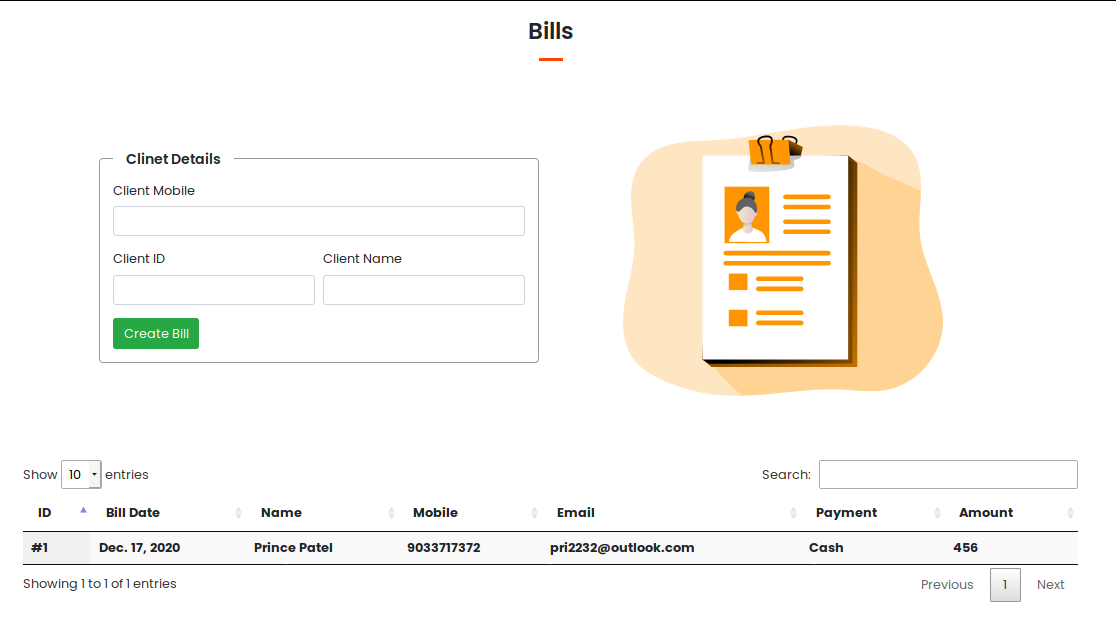 Bills
Clinet Details
Client Mobile
Client ID Client Name
Create Bill
Show 10 entries Search:
ID Bill Date Name Mobile Email Payment Amount
#1 Dec. 17, 2020 Prince Patel 9033717372 pri2232@outlook.com Cash 456
Showing 1 to 1 of 1 entries Previous 1 Next